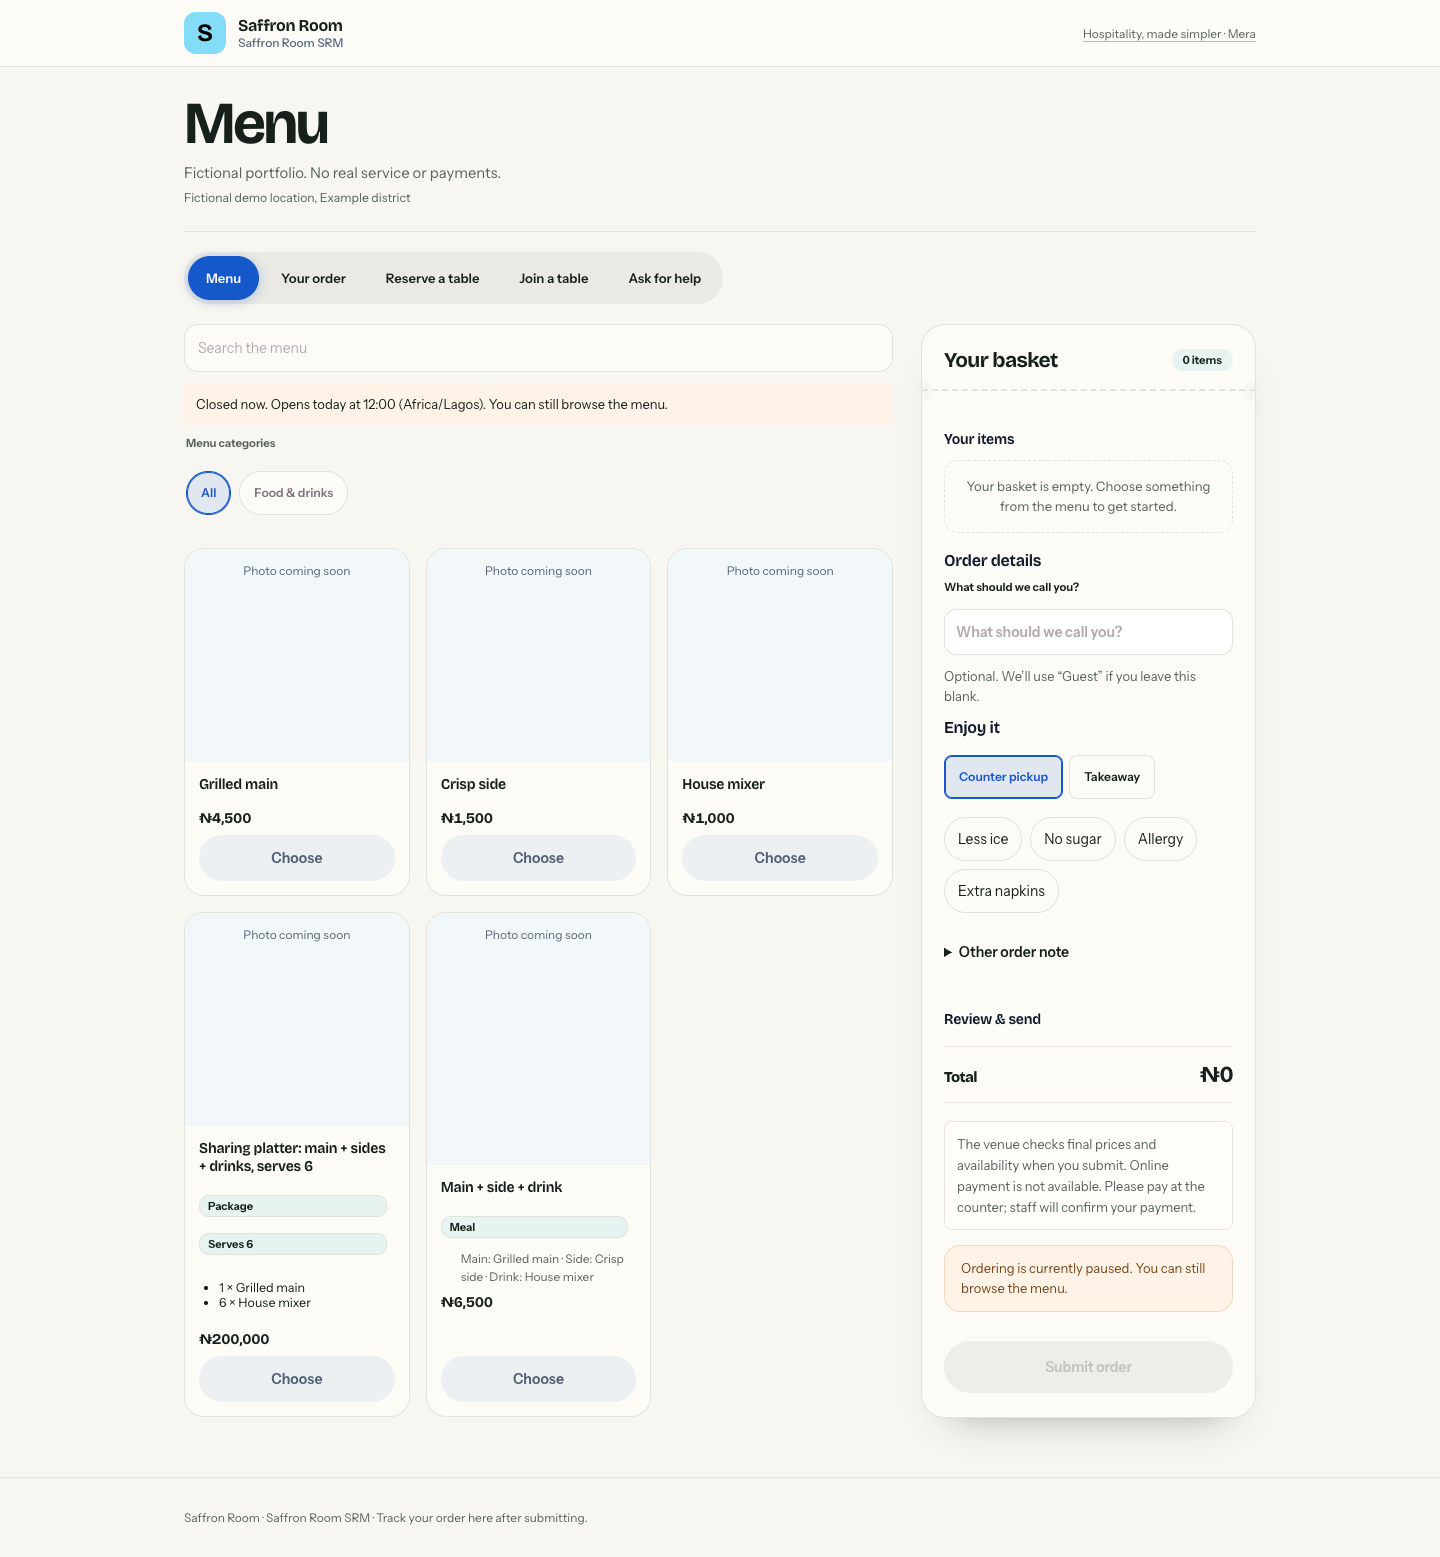 S
Saffron Room
Saffron Room SRM
Hospitality, made simpler · Mera
Menu
Fictional portfolio. No real service or payments.
Fictional demo location, Example district
Menu
Your order
Reserve a table
Join a table
Ask for help
Search the menu
Closed now. Opens today at 12:00 (Africa/Lagos). You can still browse the menu.
Menu categories
All
Food & drinks
Photo coming soon
Grilled main
₦4,500
Choose
Photo coming soon
Crisp side
₦1,500
Choose
Photo coming soon
House mixer
₦1,000
Choose
Photo coming soon
Sharing platter: main + sides
+ drinks, serves 6
Package
Serves 6
• 1 × Grilled main
• 6 × House mixer
₦200,000
Choose
Photo coming soon
Main + side + drink
Meal
Main: Grilled main · Side: Crisp
side · Drink: House mixer
₦6,500
Choose
Your basket
0 items
Your items
Your basket is empty. Choose something
from the menu to get started.
Order details
What should we call you?
What should we call you?
Optional. We’ll use “Guest” if you leave this
blank.
Enjoy it
Counter pickup
Takeaway
Less ice
No sugar
Allergy
Extra napkins
Other order note
Review & send
Total
₦0
The venue checks final prices and
availability when you submit. Online
payment is not available. Please pay at the
counter; staff will confirm your payment.
Ordering is currently paused. You can still
browse the menu.
Submit order
Saffron Room · Saffron Room SRM · Track your order here after submitting.